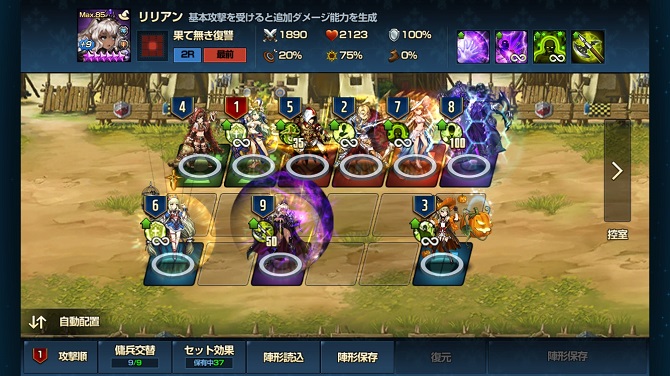 Max.85
+9
リリアン 基本攻撃を受けると追加ダメージ能力を生成
果て無き復讐
1890 2123 100%
2R 最前
20% 75% 0%
4 1 5 2 7 8
35 100
6 9 3
50
控室
自動配置
1 攻撃順
傭兵交替
9/9
セット効果
保有中37
陣形読込
陣形保存
復元
陣形保存